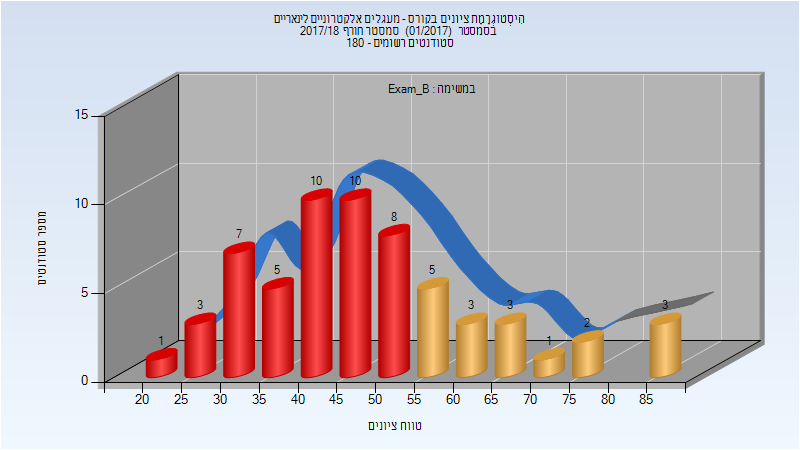 היסטוגרמת ציונים בקורס - מעגלים אלקטרוניים לינאריים
בסמסטר (01/2017) סמסטר חורף 2017/18
סטודנטים רשומים - 180
במשימה : Exam_B
מספר סטודנטים
15
10
5
0
1
3
7
5
10
10
8
5
3
3
1
2
3
20 25 30 35 40 45 50 55 60 65 70 75 80 85
טווח ציונים